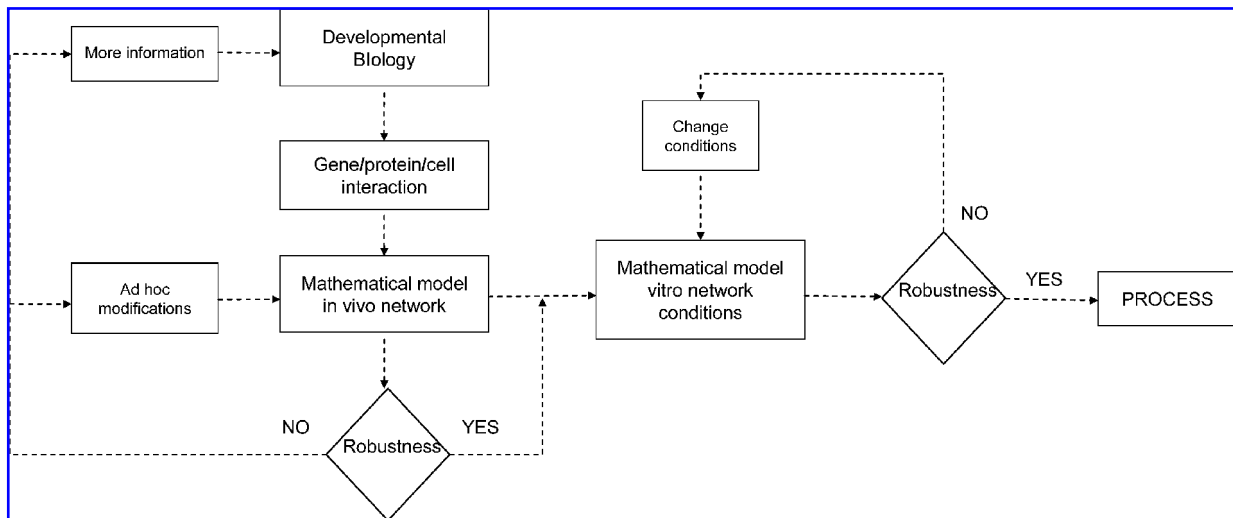 More information
Developmental
BIology
Change
conditions
Gene/protein/cell
interaction
NO
Ad hoc
modifications
Mathematical model
in vivo network
Mathematical model
vitro network
conditions
Robustness
YES
PROCESS
NO
Robustness
YES